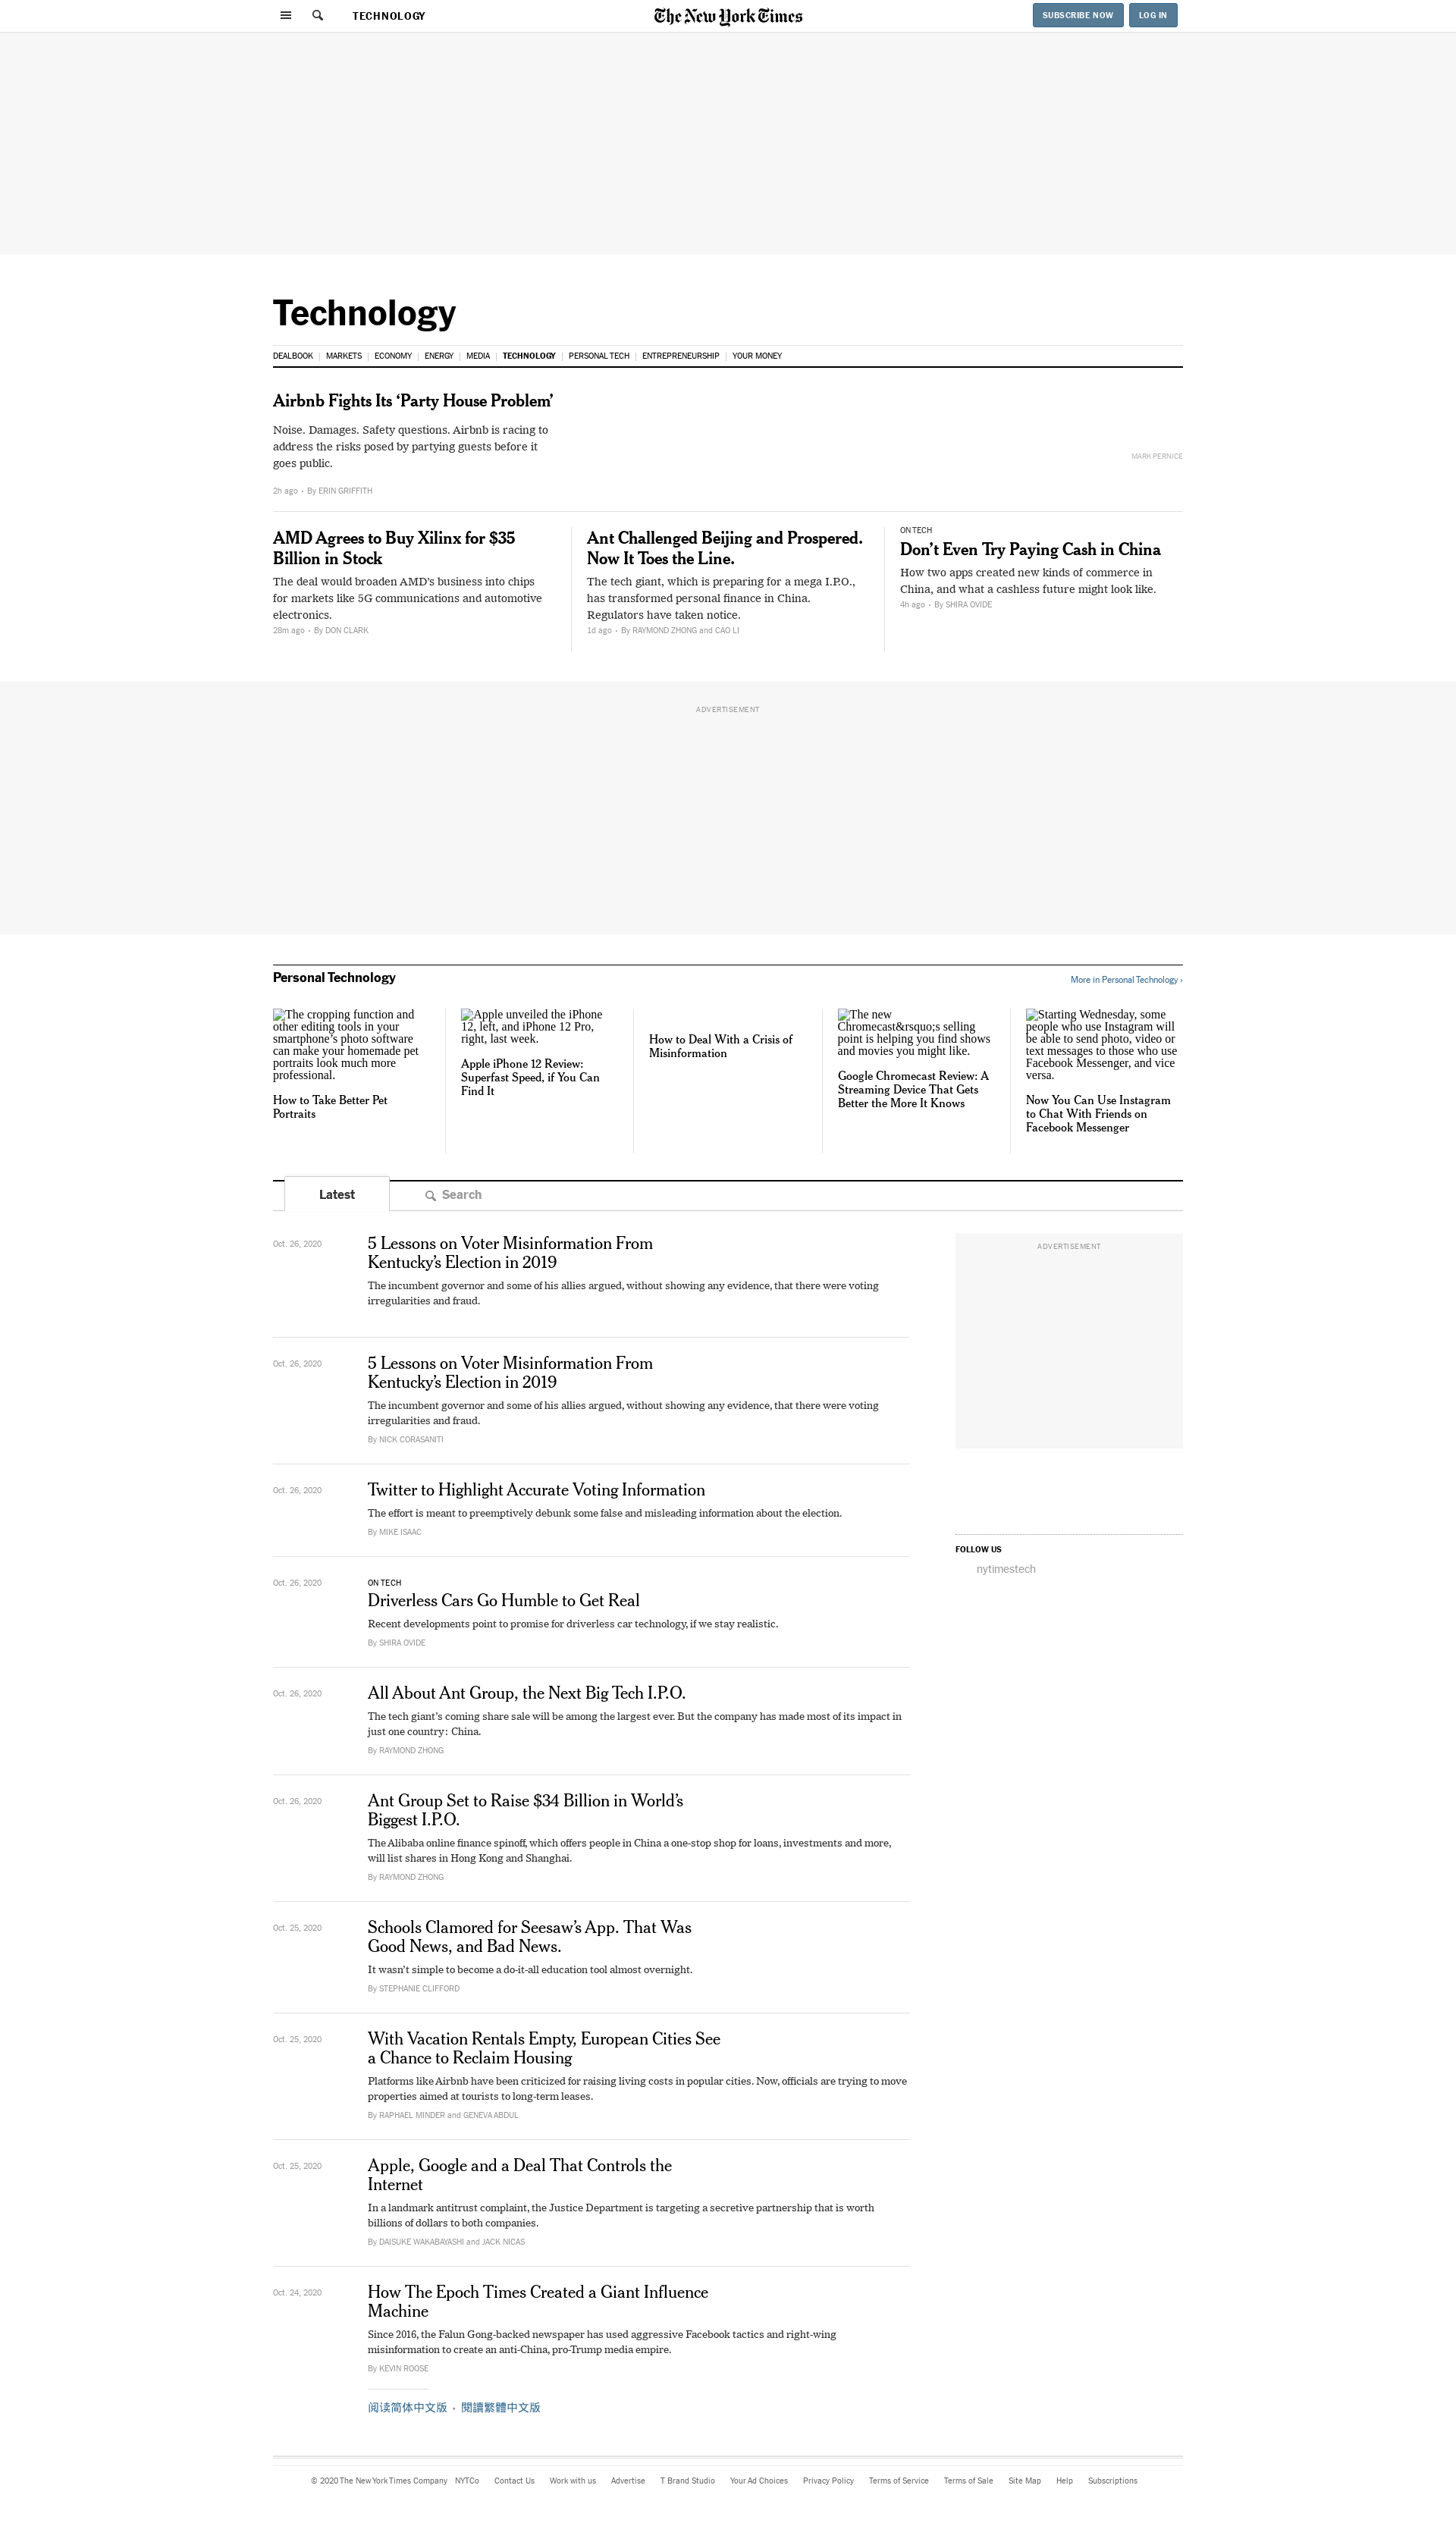 TECHNOLOGY
The New York Times
SUBSCRIBE NOW
LOG IN
Technology
DEALBOOK
MARKETS
ECONOMY
ENERGY
MEDIA
TECHNOLOGY
PERSONAL TECH
ENTREPRENEURSHIP
YOUR MONEY
Airbnb Fights Its ‘Party House Problem’
Noise. Damages. Safety questions. Airbnb is racing to
address the risks posed by partying guests before it
goes public.
MARK PERNICE
2h ago • By ERIN GRIFFITH
AMD Agrees to Buy Xilinx for $35
Billion in Stock
The deal would broaden AMD’s business into chips
for markets like 5G communications and automotive
electronics.
28m ago • By DON CLARK
Ant Challenged Beijing and Prospered.
Now It Toes the Line.
The tech giant, which is preparing for a mega I.P.O.,
has transformed personal finance in China.
Regulators have taken notice.
1d ago • By RAYMOND ZHONG and CAO LI
ON TECH
Don’t Even Try Paying Cash in China
How two apps created new kinds of commerce in
China, and what a cashless future might look like.
4h ago • By SHIRA OVIDE
ADVERTISEMENT
Personal Technology
More in Personal Technology ›
The cropping function and
other editing tools in your
smartphone’s photo software
can make your homemade pet
portraits look much more
professional.
How to Take Better Pet
Portraits
Apple unveiled the iPhone
12, left, and iPhone 12 Pro,
right, last week.
Apple iPhone 12 Review:
Superfast Speed, if You Can
Find It
How to Deal With a Crisis of
Misinformation
The new
Chromecast&rsquo;s selling
point is helping you find shows
and movies you might like.
Google Chromecast Review: A
Streaming Device That Gets
Better the More It Knows
Starting Wednesday, some
people who use Instagram will
be able to send photo, video or
text messages to those who use
Facebook Messenger, and vice
versa.
Now You Can Use Instagram
to Chat With Friends on
Facebook Messenger
Latest
Search
Oct. 26, 2020
5 Lessons on Voter Misinformation From
Kentucky’s Election in 2019
The incumbent governor and some of his allies argued, without showing any evidence, that there were voting
irregularities and fraud.
ADVERTISEMENT
Oct. 26, 2020
5 Lessons on Voter Misinformation From
Kentucky’s Election in 2019
The incumbent governor and some of his allies argued, without showing any evidence, that there were voting
irregularities and fraud.
By NICK CORASANITI
Oct. 26, 2020
Twitter to Highlight Accurate Voting Information
The effort is meant to preemptively debunk some false and misleading information about the election.
By MIKE ISAAC
FOLLOW US
nytimestech
Oct. 26, 2020
ON TECH
Driverless Cars Go Humble to Get Real
Recent developments point to promise for driverless car technology, if we stay realistic.
By SHIRA OVIDE
Oct. 26, 2020
All About Ant Group, the Next Big Tech I.P.O.
The tech giant’s coming share sale will be among the largest ever. But the company has made most of its impact in
just one country: China.
By RAYMOND ZHONG
Oct. 26, 2020
Ant Group Set to Raise $34 Billion in World’s
Biggest I.P.O.
The Alibaba online finance spinoff, which offers people in China a one-stop shop for loans, investments and more,
will list shares in Hong Kong and Shanghai.
By RAYMOND ZHONG
Oct. 25, 2020
Schools Clamored for Seesaw’s App. That Was
Good News, and Bad News.
It wasn’t simple to become a do-it-all education tool almost overnight.
By STEPHANIE CLIFFORD
Oct. 25, 2020
With Vacation Rentals Empty, European Cities See
a Chance to Reclaim Housing
Platforms like Airbnb have been criticized for raising living costs in popular cities. Now, officials are trying to move
properties aimed at tourists to long-term leases.
By RAPHAEL MINDER and GENEVA ABDUL
Oct. 25, 2020
Apple, Google and a Deal That Controls the
Internet
In a landmark antitrust complaint, the Justice Department is targeting a secretive partnership that is worth
billions of dollars to both companies.
By DAISUKE WAKABAYASHI and JACK NICAS
Oct. 24, 2020
How The Epoch Times Created a Giant Influence
Machine
Since 2016, the Falun Gong-backed newspaper has used aggressive Facebook tactics and right-wing
misinformation to create an anti-China, pro-Trump media empire.
By KEVIN ROOSE
阅读简体中文版 • 閱讀繁體中文版
© 2020 The New York Times Company
NYTCo
Contact Us
Work with us
Advertise
T Brand Studio
Your Ad Choices
Privacy Policy
Terms of Service
Terms of Sale
Site Map
Help
Subscriptions